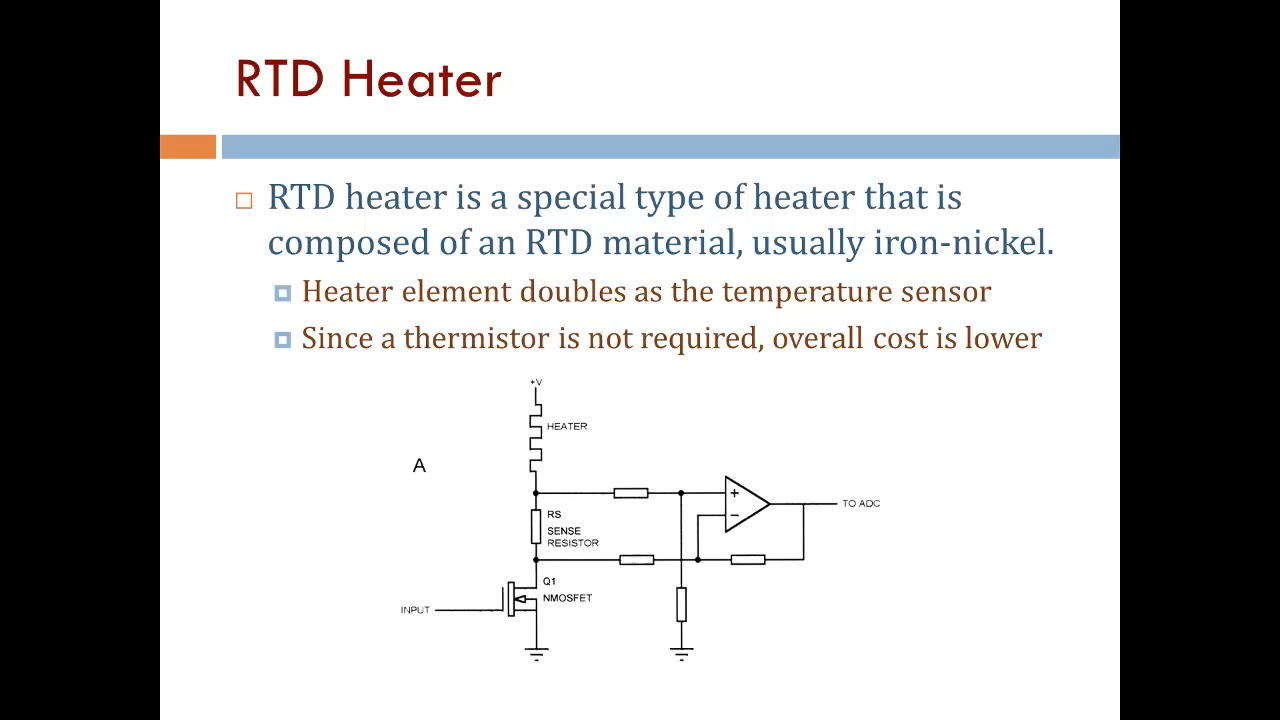 RTD Heater
RTD heater is a special type of heater that is
composed of an RTD material, usually iron-nickel.
Heater element doubles as the temperature sensor
Since a thermistor is not required, overall cost is lower
+V
HEATER
A
RS
SENSE
RESISTOR
+
−
TO ADC
Q1
NMOSFET
INPUT